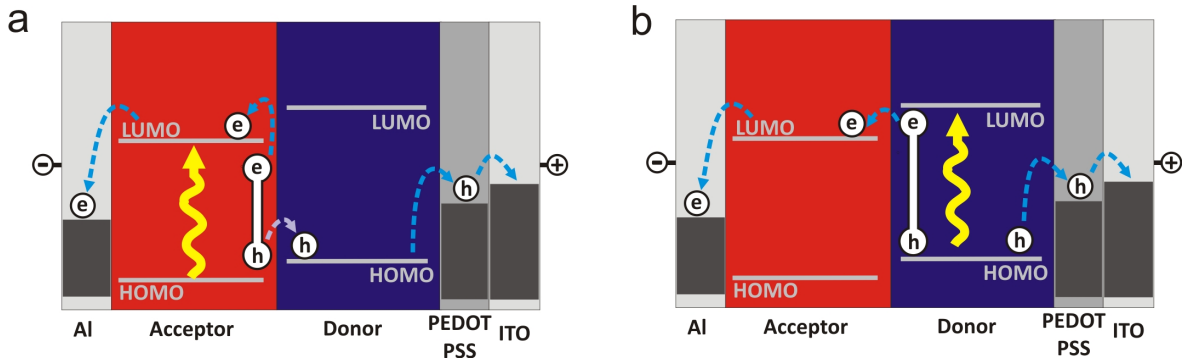 a
LUMO
LUMO
e
e
e
h
h
h
HOMO
HOMO
−
+
Al
Acceptor
Donor
PEDOT
PSS
ITO
b
LUMO
LUMO
e
e
e
h
h
h
HOMO
HOMO
−
+
Al
Acceptor
Donor
PEDOT
PSS
ITO